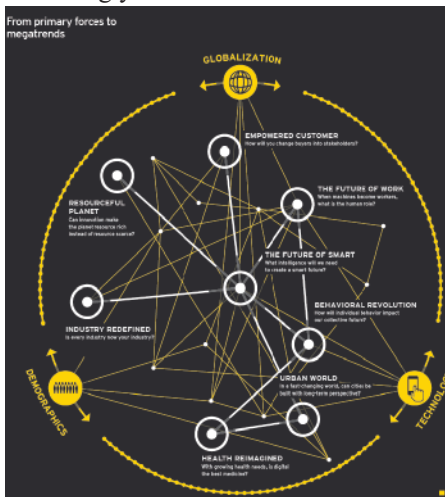 From primary forces to
megatrends
GLOBALIZATION
EMPOWERED CUSTOMER
How will you change buyers into stakeholders?
THE FUTURE OF WORK
When machines become workers,
what is the human role?
RESOURCEFUL
PLANET
Can innovation make
the planet resource rich
instead of resource scarce?
THE FUTURE OF SMART
What intelligence will we need
to create a smart future?
BEHAVIORAL REVOLUTION
How will individual behavior impact
our collective future?
INDUSTRY REDEFINED
Is every industry now your industry?
URBAN WORLD
In a fast-changing world, can cities be
built with long-term perspective?
DEMOGRAPHICS
TECHNOLOGY
HEALTH REIMAGINED
With growing health needs, is digital
the best medicine?